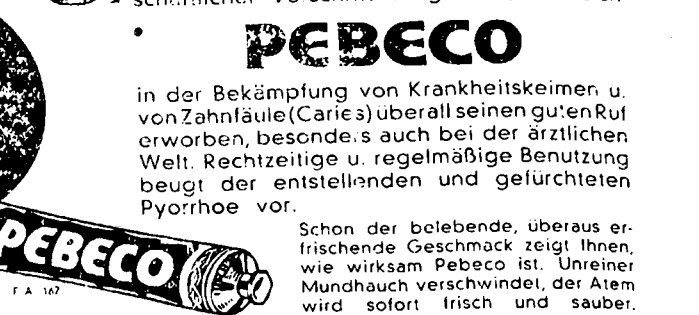 PEBECO
in der Bekämpfung von Krankheitskeimen u.
von Zahnfäule (Caries) überall seinen guten Ruf
erworben, besonders auch bei der ärztlichen
Welt. Rechtzeitige u. regelmäßige Benutzung
beugt der entstellenden und gefürchteten
Pyorrhoe vor.
Schon der belebende, überaus er-
frischende Geschmack zeigt Ihnen,
wie wirksam Pebeco ist. Unreiner
Mundhauch verschwindet, der Atem
wird sofort frisch und sauber.
PEBECO
F A 167